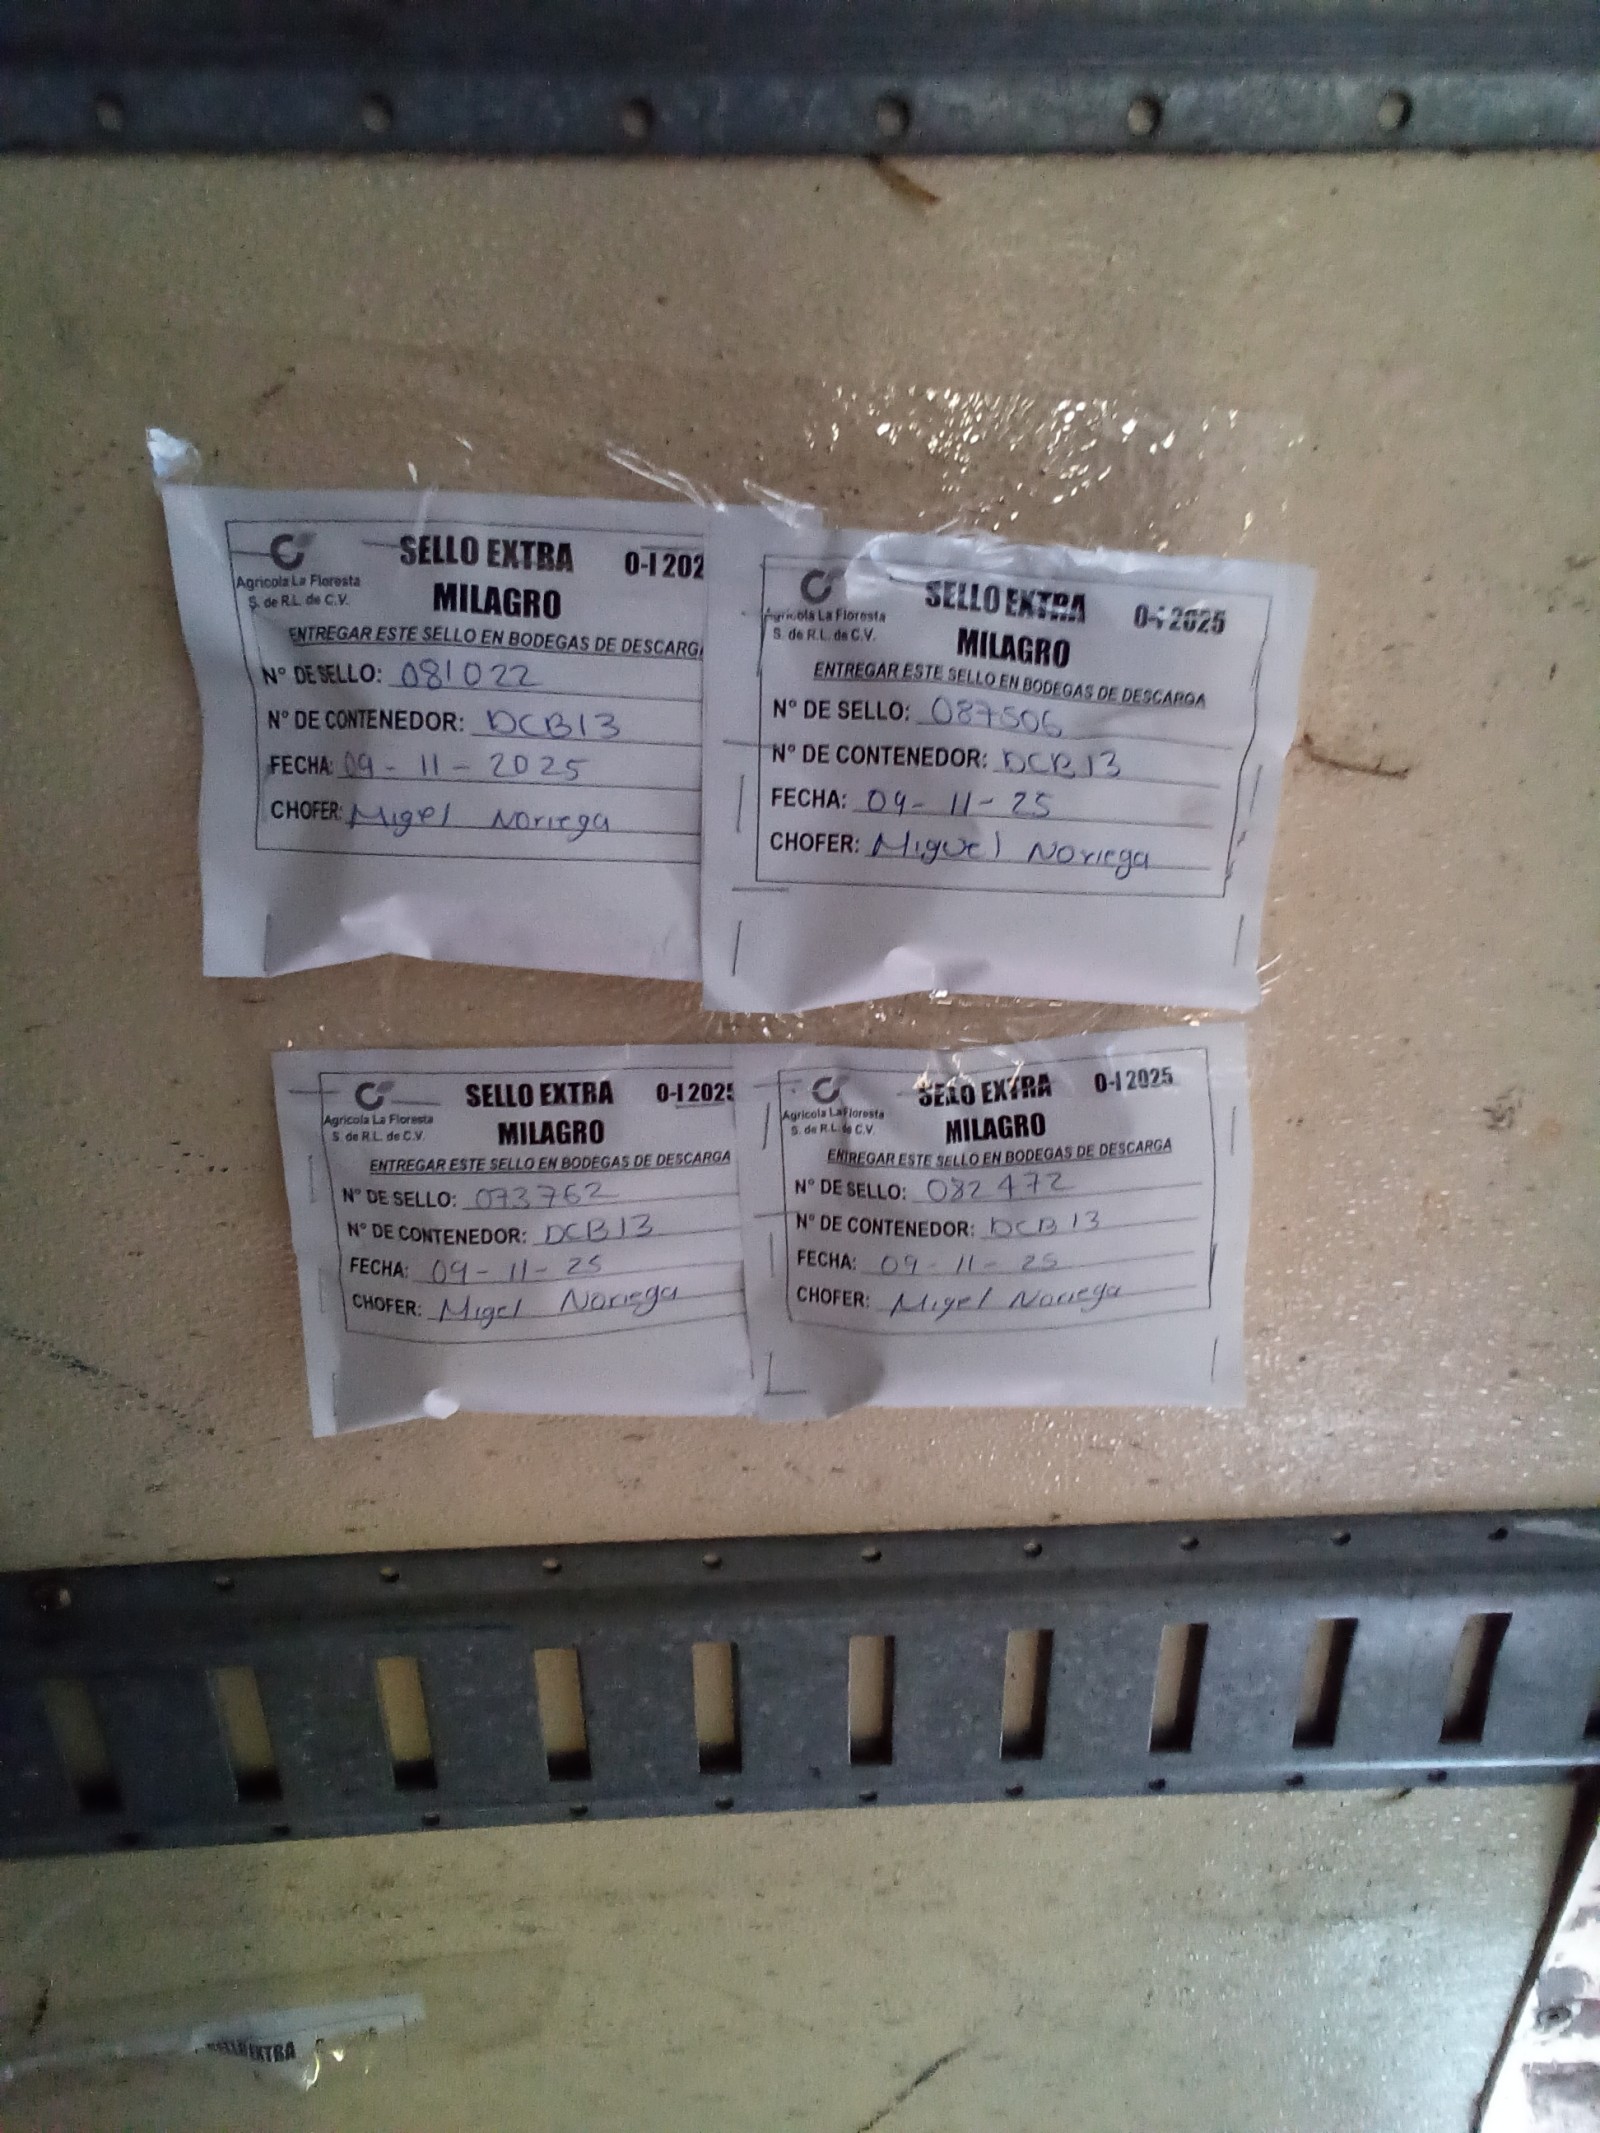 Agricola La Floresta
S. de R.L. de C.V.
SELLO EXTRA 0-I 202
MILAGRO
ENTREGAR ESTE SELLO EN BODEGAS DE DESCARG
N° DE SELLO: 081022
N° DE CONTENEDOR: DCB13
FECHA: 09-11-2025
CHOFER: Migel Noriega
Agricola La Floresta
S. de R.L. de C.V.
SELLO EXTRA 0-I 2025
MILAGRO
ENTREGAR ESTE SELLO EN BODEGAS DE DESCARGA
N° DE SELLO: 087506
N° DE CONTENEDOR: DCB13
FECHA: 09-11-25
CHOFER: Miguel Noriega
Agricola La Floresta
S. de R.L. de C.V.
SELLO EXTRA 0-I 2025
MILAGRO
ENTREGAR ESTE SELLO EN BODEGAS DE DESCARGA
N° DE SELLO: 073762
N° DE CONTENEDOR: DCB13
FECHA: 09-11-25
CHOFER: Migel Noriega
Agricola La Floresta
S. de R.L. de C.V.
SELLO EXTRA 0-I 2025
MILAGRO
ENTREGAR ESTE SELLO EN BODEGAS DE DESCARGA
N° DE SELLO: 082472
N° DE CONTENEDOR: DCB13
FECHA: 09-11-25
CHOFER: Migel Noriega
SELLO EXTRA